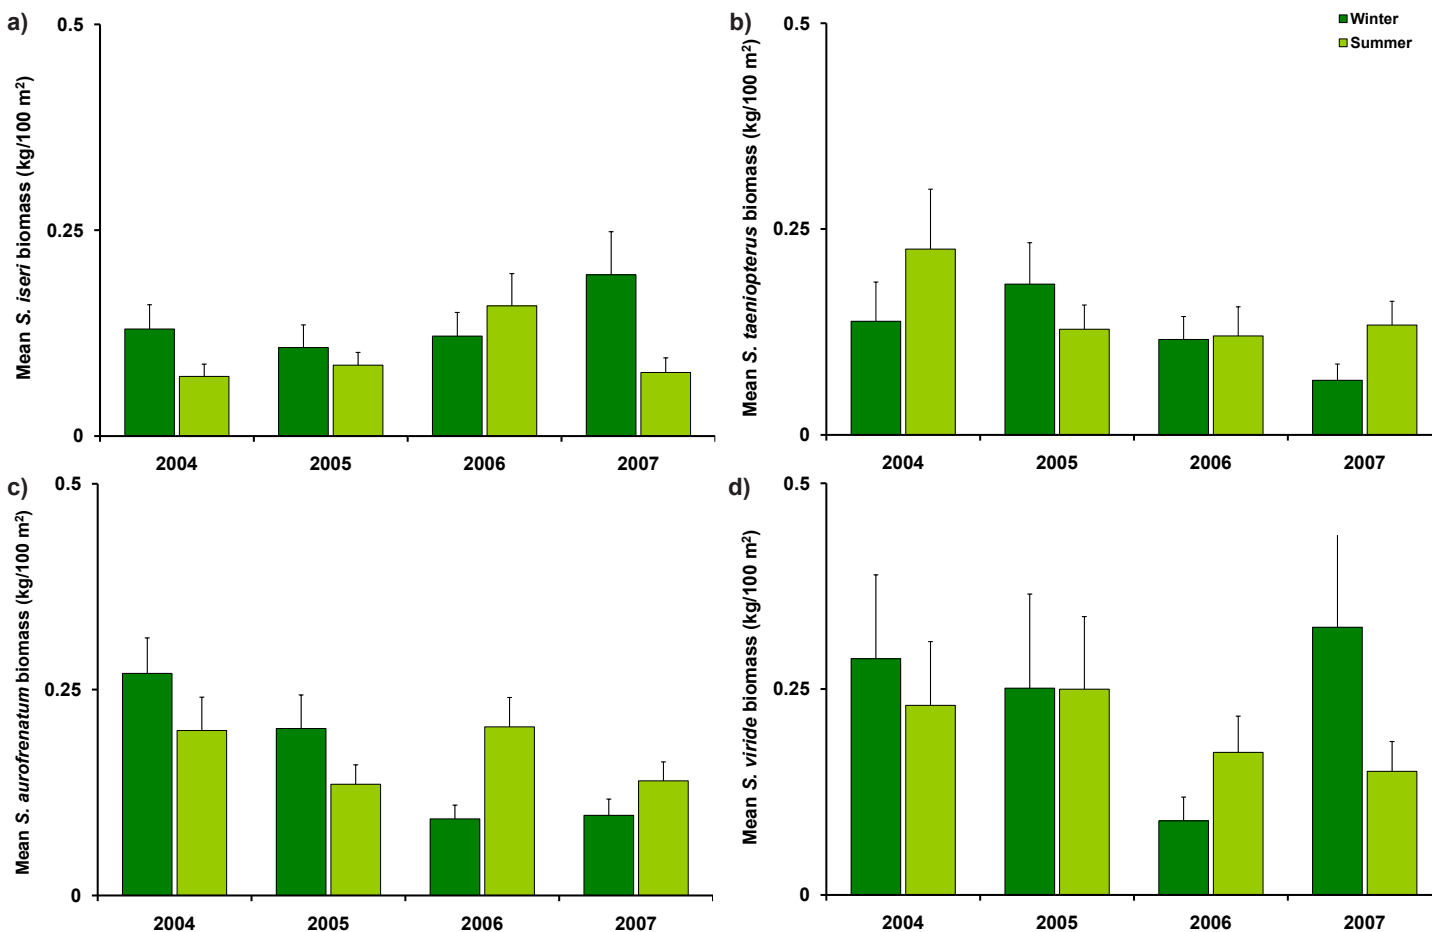 a)
0.5
0.25
0
Mean S. iseri biomass (kg/100 m²)
2004 2005 2006 2007
b)
0.5
0.25
0
Mean S. taeniopterus biomass (kg/100 m²)
2004 2005 2006 2007
Winter
Summer
c)
0.5
0.25
0
Mean S. aurofrenatum biomass (kg/100 m²)
2004 2005 2006 2007
d)
0.5
0.25
0
Mean S. viride biomass (kg/100 m²)
2004 2005 2006 2007